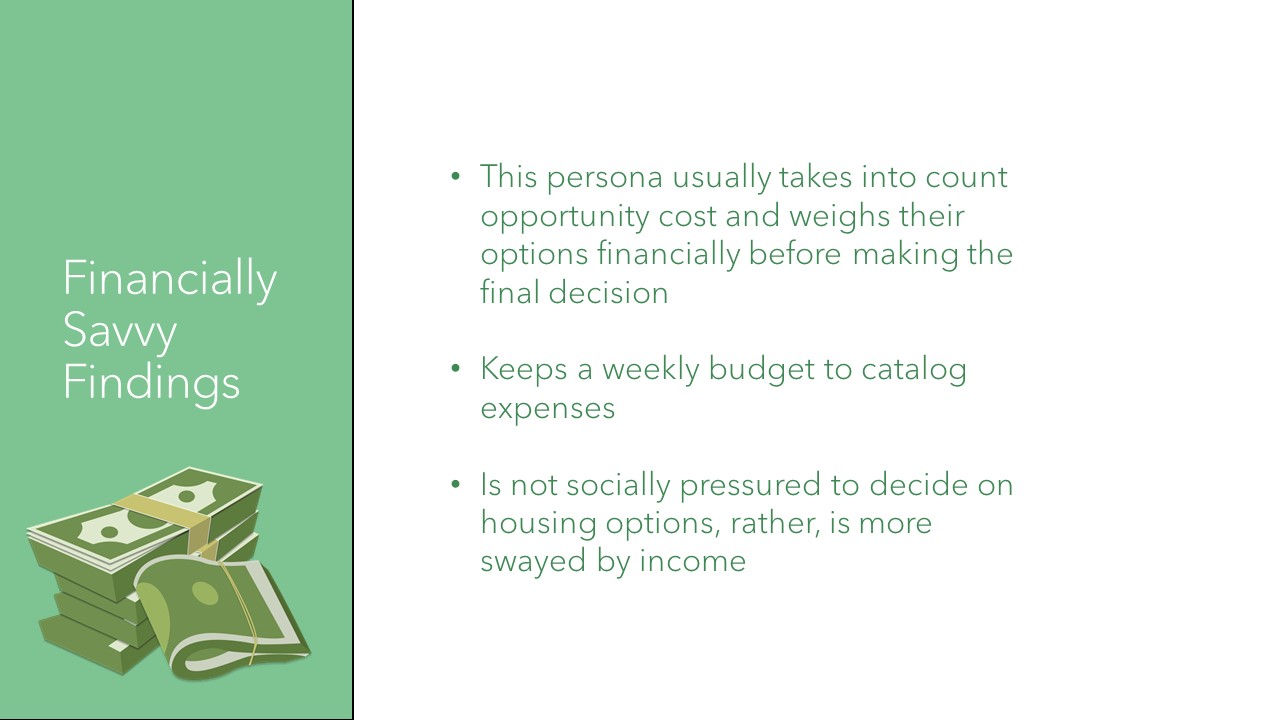 Financially
Savvy
Findings
• This persona usually takes into count
opportunity cost and weighs their
options financially before making the
final decision
• Keeps a weekly budget to catalog
expenses
• Is not socially pressured to decide on
housing options, rather, is more
swayed by income